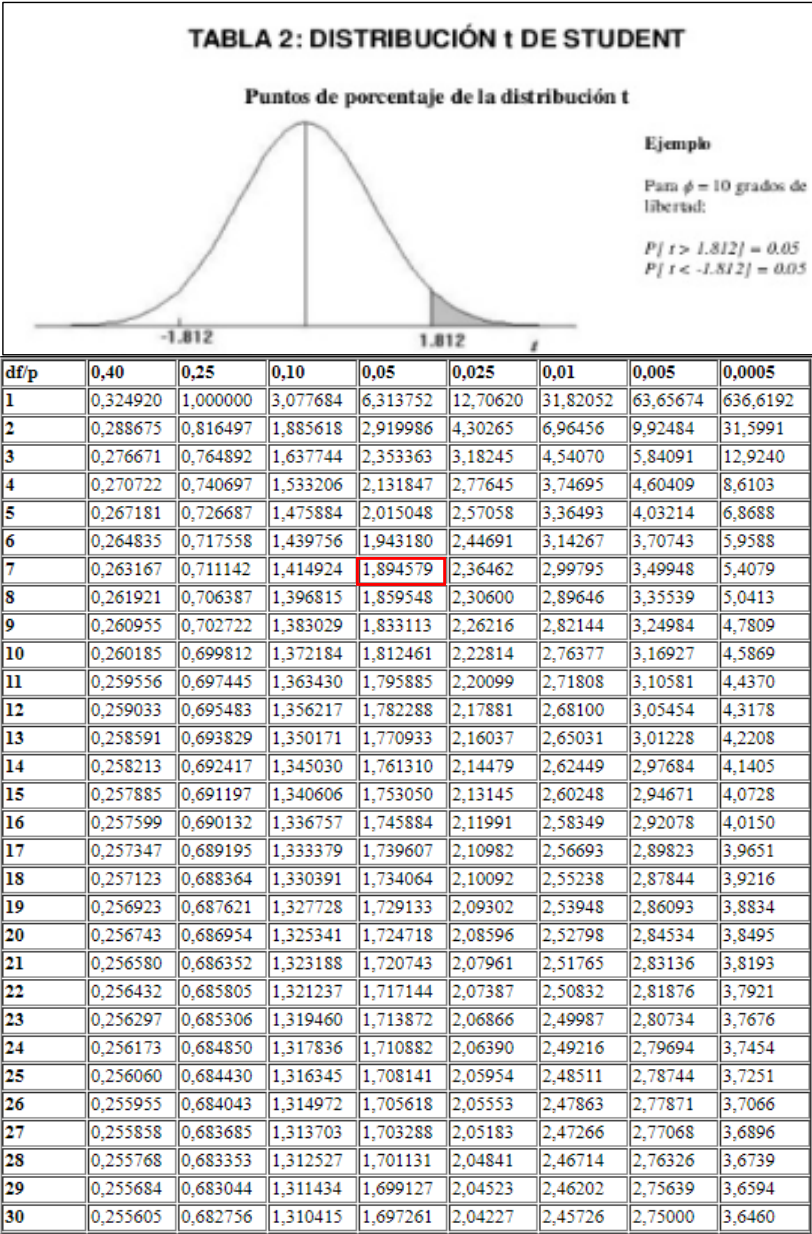 TABLA 2: DISTRIBUCIÓN t DE STUDENT
Puntos de porcentaje de la distribución t
Ejemplo
Para ϕ = 10 grados de
libertad:
P[ t > 1.812] = 0.05
P[ t < -1.812] = 0.05
-1.812 1.812 t
df/p 0,40 0,25 0,10 0,05 0,025 0,01 0,005 0,0005
1 0,324920 1,000000 3,077684 6,313752 12,70620 31,82052 63,65674 636,6192
2 0,288675 0,816497 1,885618 2,919986 4,30265 6,96456 9,92484 31,5991
3 0,276671 0,764892 1,637744 2,353363 3,18245 4,54070 5,84091 12,9240
4 0,270722 0,740697 1,533206 2,131847 2,77645 3,74695 4,60409 8,6103
5 0,267181 0,726687 1,475884 2,015048 2,57058 3,36493 4,03214 6,8688
6 0,264835 0,717558 1,439756 1,943180 2,44691 3,14267 3,70743 5,9588
7 0,263167 0,711142 1,414924 1,894579 2,36462 2,99795 3,49948 5,4079
8 0,261921 0,706387 1,396815 1,859548 2,30600 2,89646 3,35539 5,0413
9 0,260955 0,702722 1,383029 1,833113 2,26216 2,82144 3,24984 4,7809
10 0,260185 0,699812 1,372184 1,812461 2,22814 2,76377 3,16927 4,5869
11 0,259556 0,697445 1,363430 1,795885 2,20099 2,71808 3,10581 4,4370
12 0,259033 0,695483 1,356217 1,782288 2,17881 2,68100 3,05454 4,3178
13 0,258591 0,693829 1,350171 1,770933 2,16037 2,65031 3,01228 4,2208
14 0,258213 0,692417 1,345030 1,761310 2,14479 2,62449 2,97684 4,1405
15 0,257885 0,691197 1,340606 1,753050 2,13145 2,60248 2,94671 4,0728
16 0,257599 0,690132 1,336757 1,745884 2,11991 2,58349 2,92078 4,0150
17 0,257347 0,689195 1,333379 1,739607 2,10982 2,56693 2,89823 3,9651
18 0,257123 0,688364 1,330391 1,734064 2,10092 2,55238 2,87844 3,9216
19 0,256923 0,687621 1,327728 1,729133 2,09302 2,53948 2,86093 3,8834
20 0,256743 0,686954 1,325341 1,724718 2,08596 2,52798 2,84534 3,8495
21 0,256580 0,686352 1,323188 1,720743 2,07961 2,51765 2,83136 3,8193
22 0,256432 0,685805 1,321237 1,717144 2,07387 2,50832 2,81876 3,7921
23 0,256297 0,685306 1,319460 1,713872 2,06866 2,49987 2,80734 3,7676
24 0,256173 0,684850 1,317836 1,710882 2,06390 2,49216 2,79694 3,7454
25 0,256060 0,684430 1,316345 1,708141 2,05954 2,48511 2,78744 3,7251
26 0,255955 0,684043 1,314972 1,705618 2,05553 2,47863 2,77871 3,7066
27 0,255858 0,683685 1,313703 1,703288 2,05183 2,47266 2,77068 3,6896
28 0,255768 0,683353 1,312527 1,701131 2,04841 2,46714 2,76326 3,6739
29 0,255684 0,683044 1,311434 1,699127 2,04523 2,46202 2,75639 3,6594
30 0,255605 0,682756 1,310415 1,697261 2,04227 2,45726 2,75000 3,6460